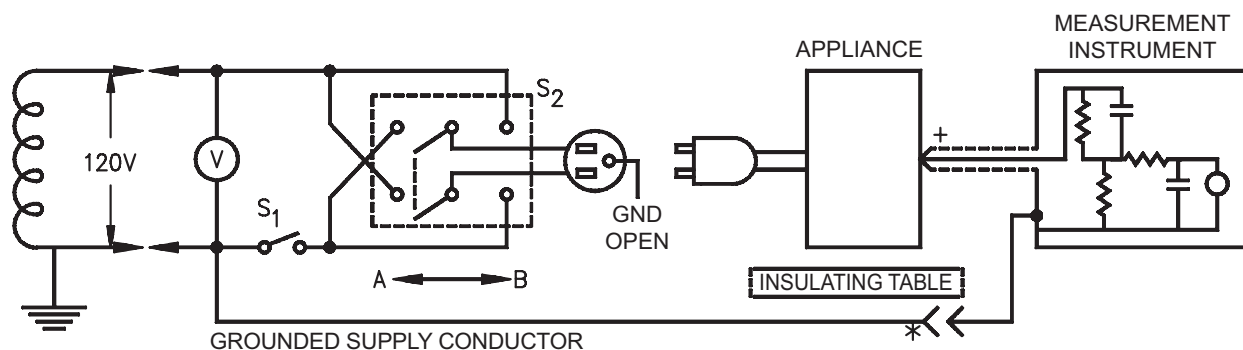 MEASUREMENT
INSTRUMENT
APPLIANCE
S2
+
120V
V
S1
GND
OPEN
A
B
INSULATING TABLE
*
GROUNDED SUPPLY CONDUCTOR